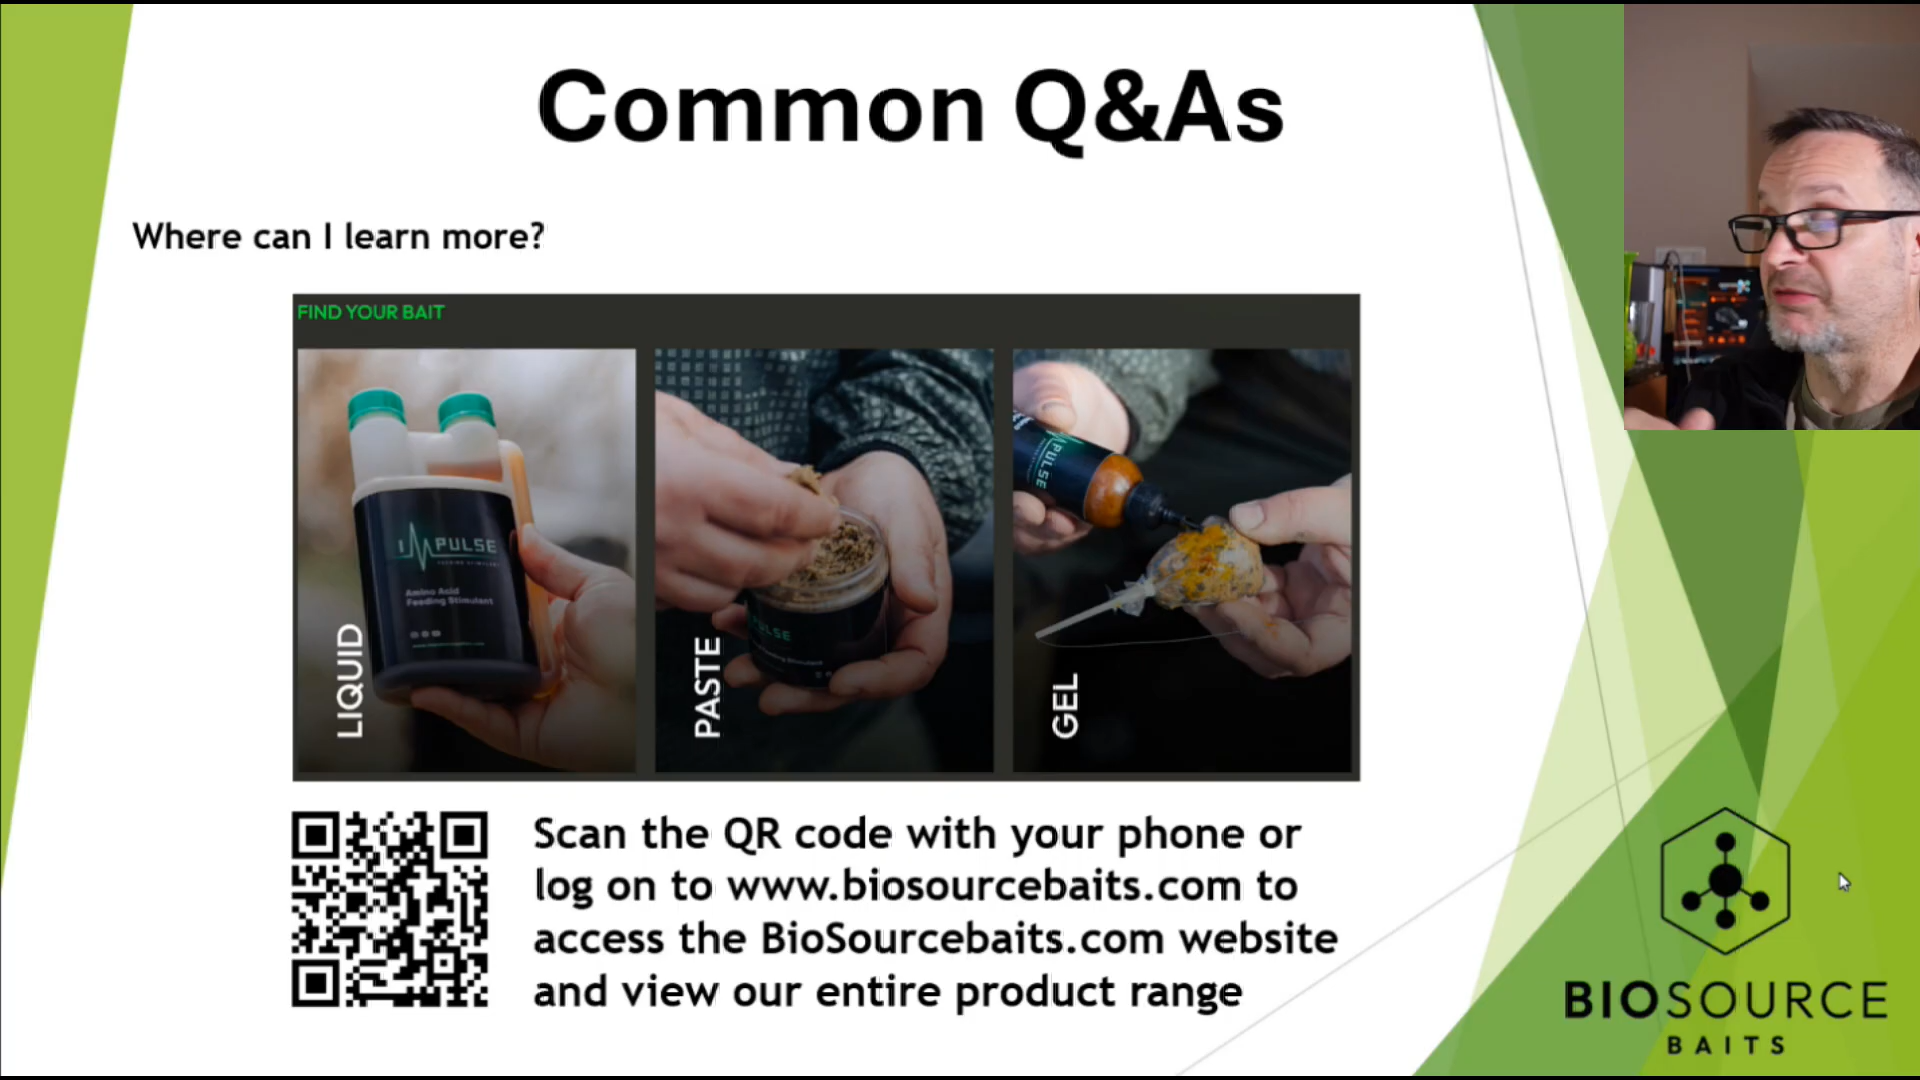 Common Q&As
Where can I learn more?
FIND YOUR BAIT
IMPULSE
Amino Acid
Feeding Stimulant
LIQUID
PULSE
PASTE
PULSE
GEL
Scan the QR code with your phone or
log on to www.biosourcebaits.com to
access the BioSourcebaits.com website
and view our entire product range
BIOSOURCE
BAITS